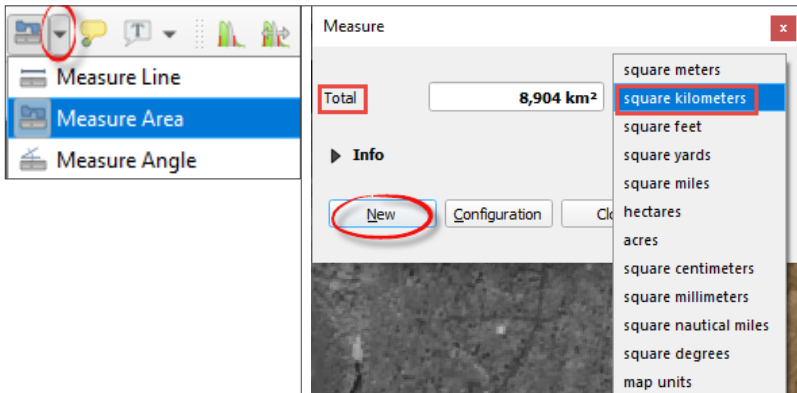 Measure Line
Measure Area
Measure Angle
Measure
x
Total
8,904 km²
Info
New
Configuration
square meters
square kilometers
square feet
square yards
square miles
hectares
acres
square centimeters
square millimeters
square nautical miles
square degrees
map units